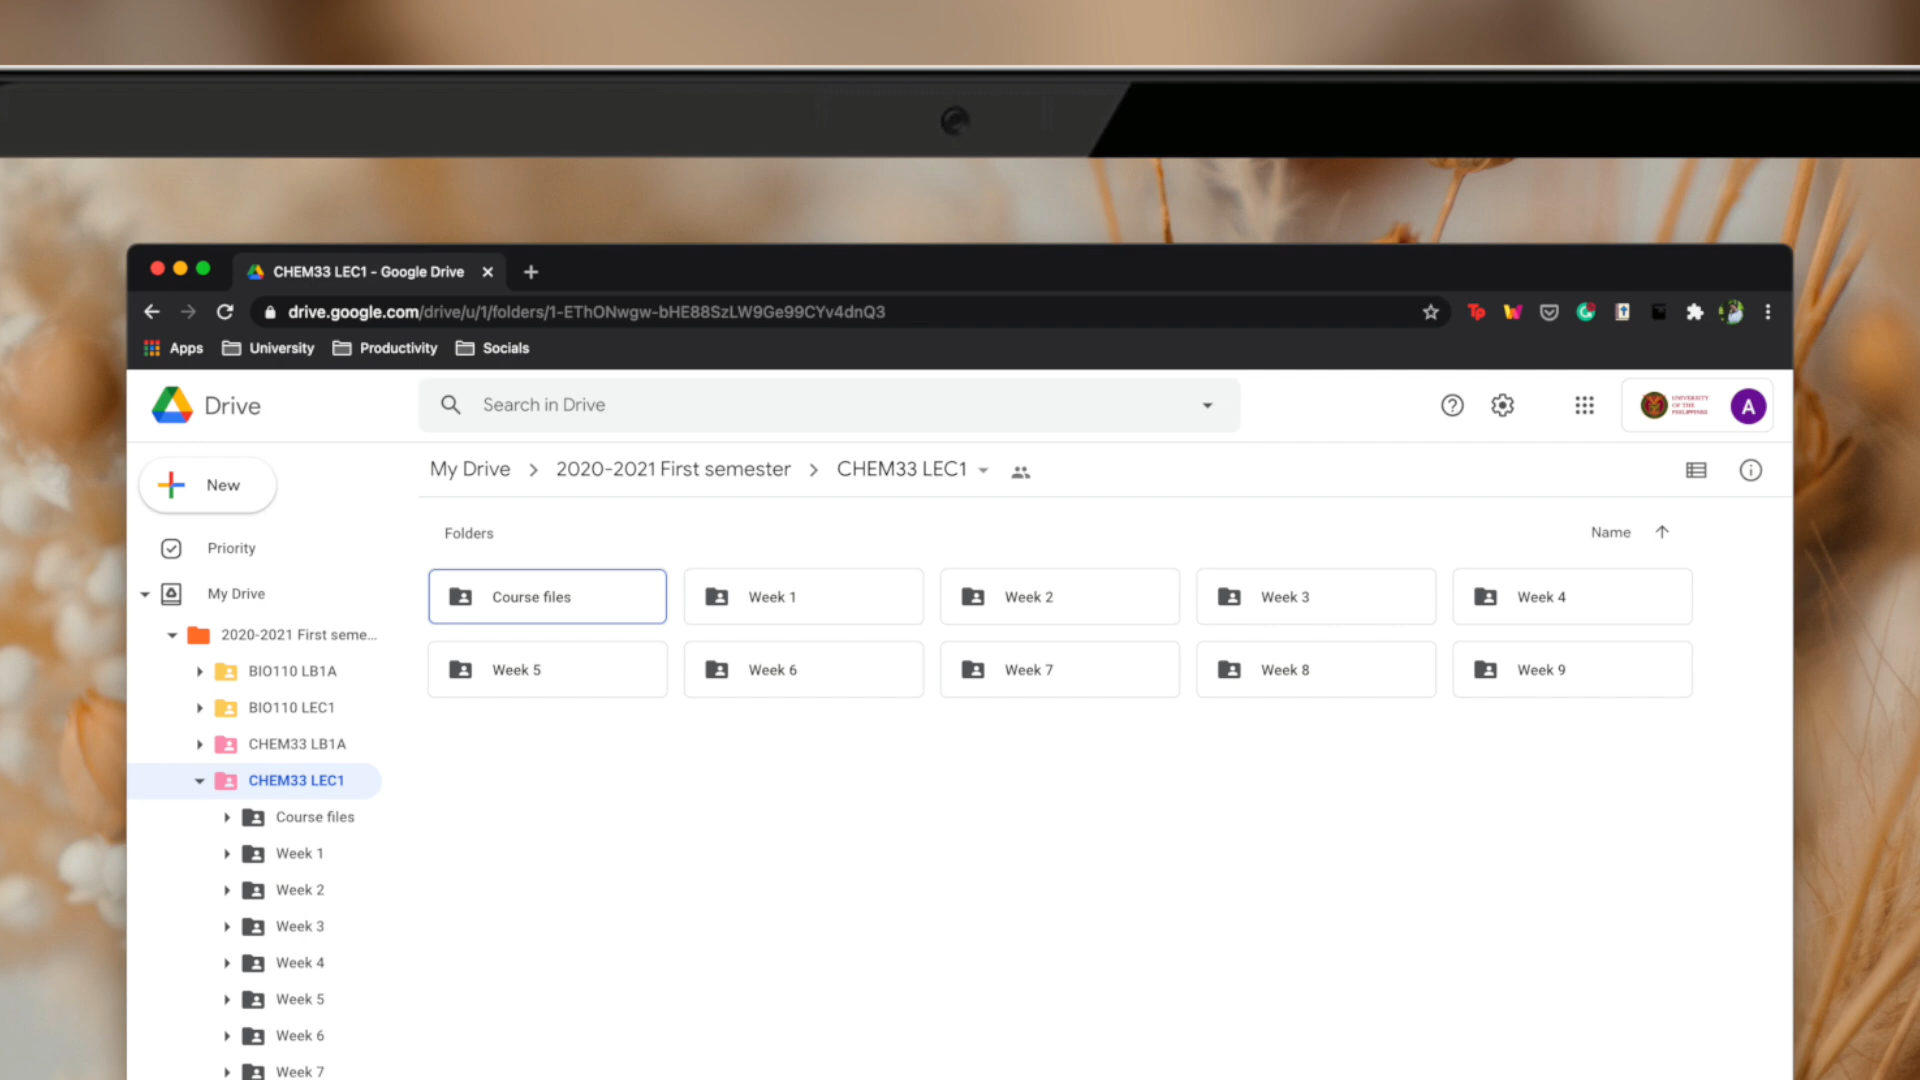 CHEM33 LEC1 - Google Drive
drive.google.com/drive/u/1/folders/1-EThONwgw-bHE88SzLW9Ge99CYv4dnQ3
Apps University Productivity Socials
Drive
Search in Drive
UNIVERSITY
OF THE
PHILIPPINES
A
New
My Drive > 2020-2021 First semester > CHEM33 LEC1
Folders
Name
Course files
Week 1
Week 2
Week 3
Week 4
Week 5
Week 6
Week 7
Week 8
Week 9
Priority
My Drive
2020-2021 First seme...
BIO110 LB1A
BIO110 LEC1
CHEM33 LB1A
CHEM33 LEC1
Course files
Week 1
Week 2
Week 3
Week 4
Week 5
Week 6
Week 7